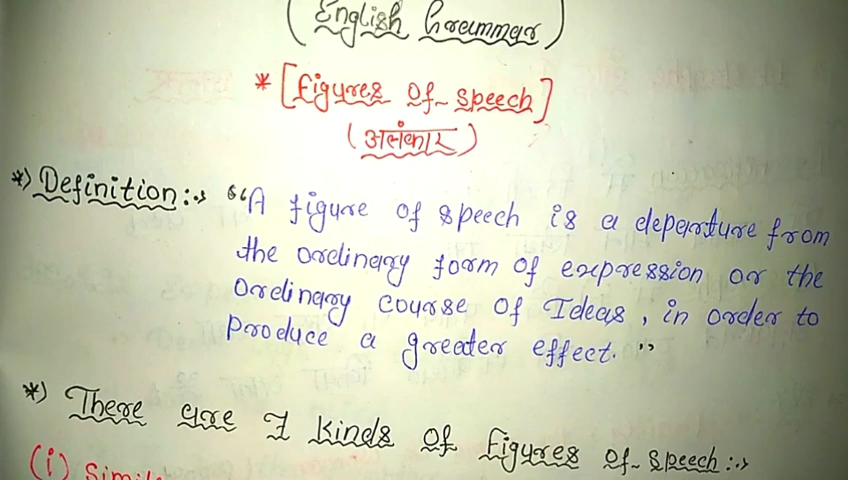 (English Grammar)
* [Figures of speech]
(अलंकार)
*) Definition:→ “A figure of speech is a departure from
the ordinary form of expression or the
ordinary course of Ideas, in order to
produce a greater effect.”
*) There are 7 kinds of figures of speech:→
(i) Simile